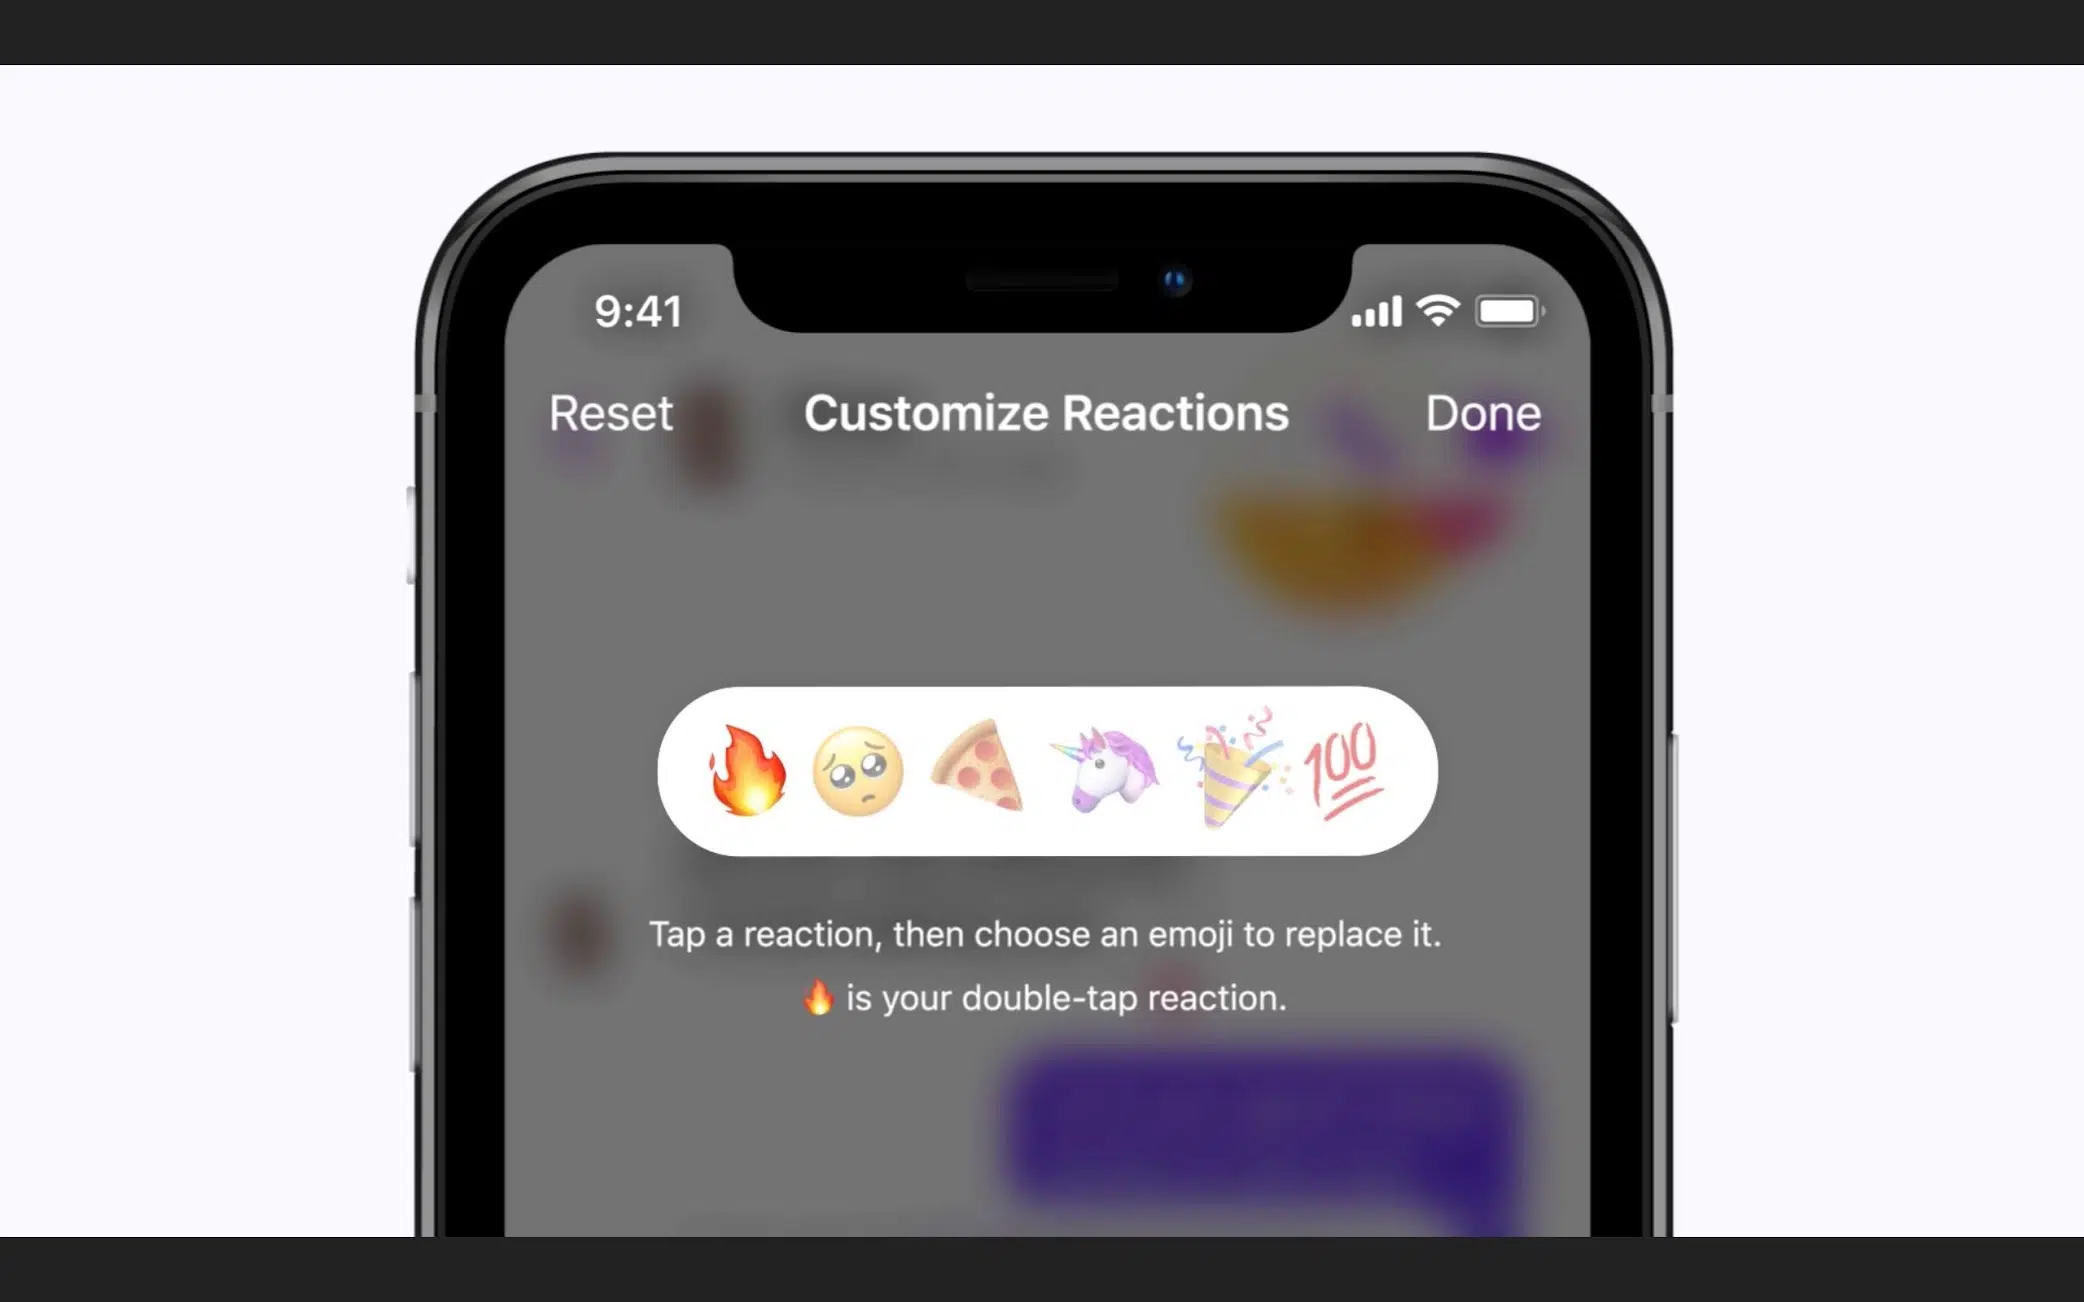 9:41
Reset Customize Reactions Done
🔥 🥺 🍕 🦄 🎉 💯
Tap a reaction, then choose an emoji to replace it.
🔥 is your double-tap reaction.